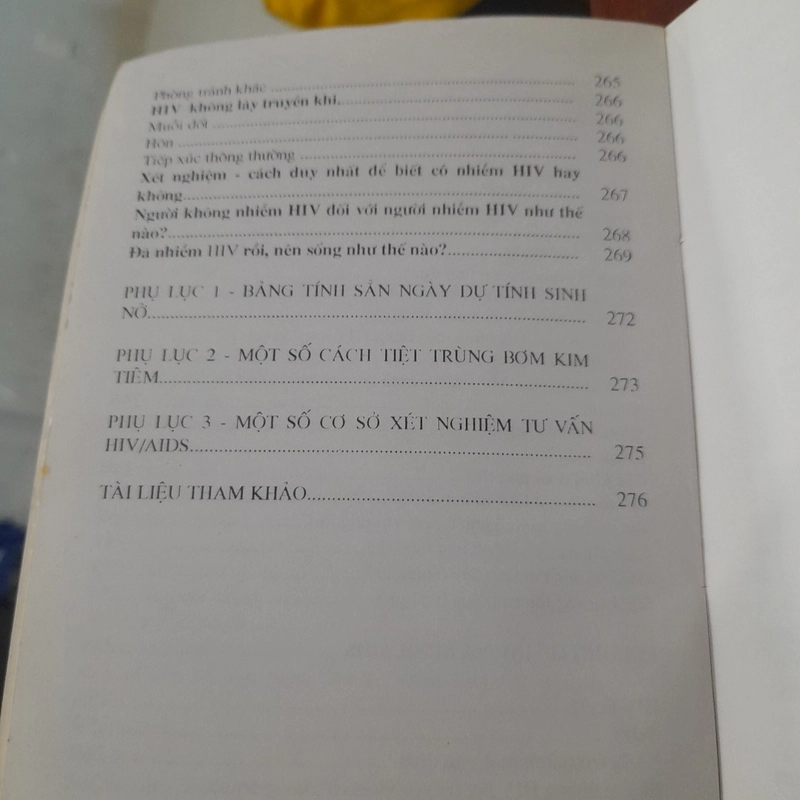 Phòng tránh khác ........ 265
HIV không lây truyền khi........ 266
Muỗi đốt ........ 266
Hôn ........ 266
Tiếp xúc thông thường ........ 266
Xét nghiệm - cách duy nhất để biết có nhiễm HIV hay
không........ 267
Người không nhiễm HIV đối với người nhiễm HIV như thế
nào?........ 268
Đã nhiễm HIV rồi, nên sống như thế nào?........ 269
PHỤ LỤC 1 - BẢNG TÍNH SẴN NGÀY DỰ TÍNH SINH
NỞ........ 272
PHỤ LỤC 2 - MỘT SỐ CÁCH TIỆT TRÙNG BƠM KIM
TIÊM........ 273
PHỤ LỤC 3 - MỘT SỐ CƠ SỞ XÉT NGHIỆM TƯ VẤN
HIV/AIDS........ 275
TÀI LIỆU THAM KHẢO........ 276